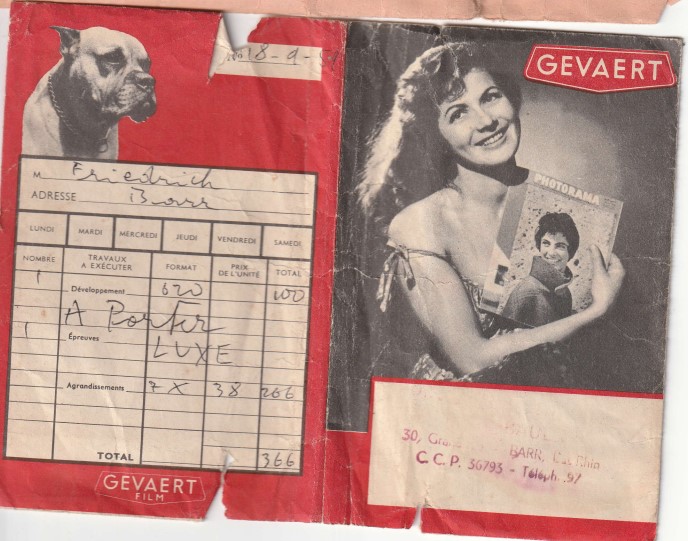 18-9-
M Friedrich
ADRESSE Barr
LUNDI MARDI MERCREDI JEUDI VENDREDI SAMEDI
NOMBRE TRAVAUX A EXÉCUTER FORMAT PRIX DE L'UNITÉ TOTAL
1 Développement 620 100
A Porter
1 Épreuves LUXE
Agrandissements 7 X 38 266
TOTAL 366
GEVAERT
FILM
GEVAERT
PHOTORAMA
30, BARR,
C.C.P. 36793 - Téléph. 97